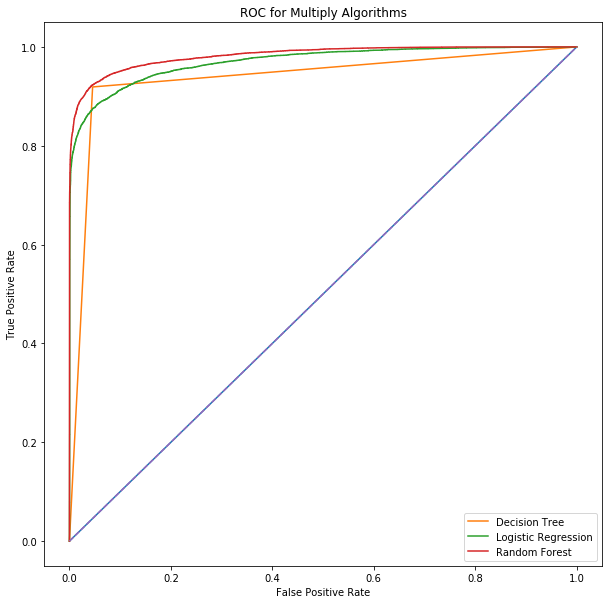 ROC for Multiply Algorithms
True Positive Rate
1.0
0.8
0.6
0.4
0.2
0.0
0.0 0.2 0.4 0.6 0.8 1.0
False Positive Rate
Decision Tree
Logistic Regression
Random Forest